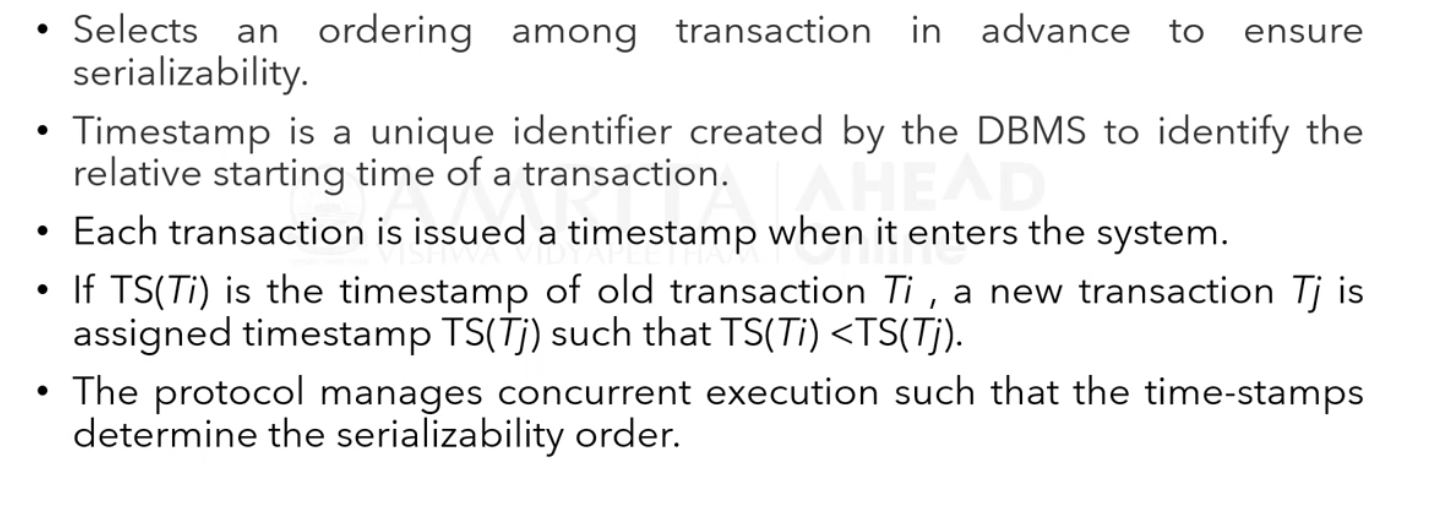 • Selects an ordering among transaction in advance to ensure
serializability.
• Timestamp is a unique identifier created by the DBMS to identify the
relative starting time of a transaction.
AMRITA AHEAD
• Each transaction is issued a timestamp when it enters the system.
VISHWA VIDYAPEETHAM Online
• If TS(Ti) is the timestamp of old transaction Ti , a new transaction Tj is
assigned timestamp TS(Tj) such that TS(Ti) <TS(Tj).
• The protocol manages concurrent execution such that the time-stamps
determine the serializability order.